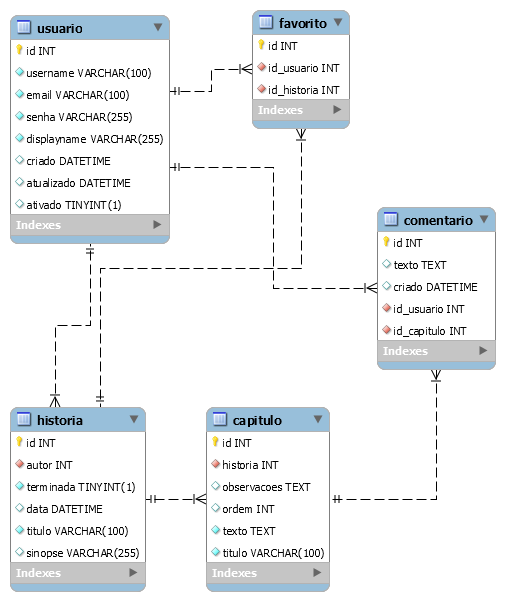 usuario
id INT
username VARCHAR(100)
email VARCHAR(100)
senha VARCHAR(255)
displayname VARCHAR(255)
criado DATETIME
atualizado DATETIME
ativado TINYINT(1)
Indexes
favorito
id INT
id_usuario INT
id_historia INT
Indexes
comentario
id INT
texto TEXT
criado DATETIME
id_usuario INT
id_capitulo INT
Indexes
historia
id INT
autor INT
terminada TINYINT(1)
data DATETIME
titulo VARCHAR(100)
sinopse VARCHAR(255)
Indexes
capitulo
id INT
historia INT
observacoes TEXT
ordem INT
texto TEXT
titulo VARCHAR(100)
Indexes